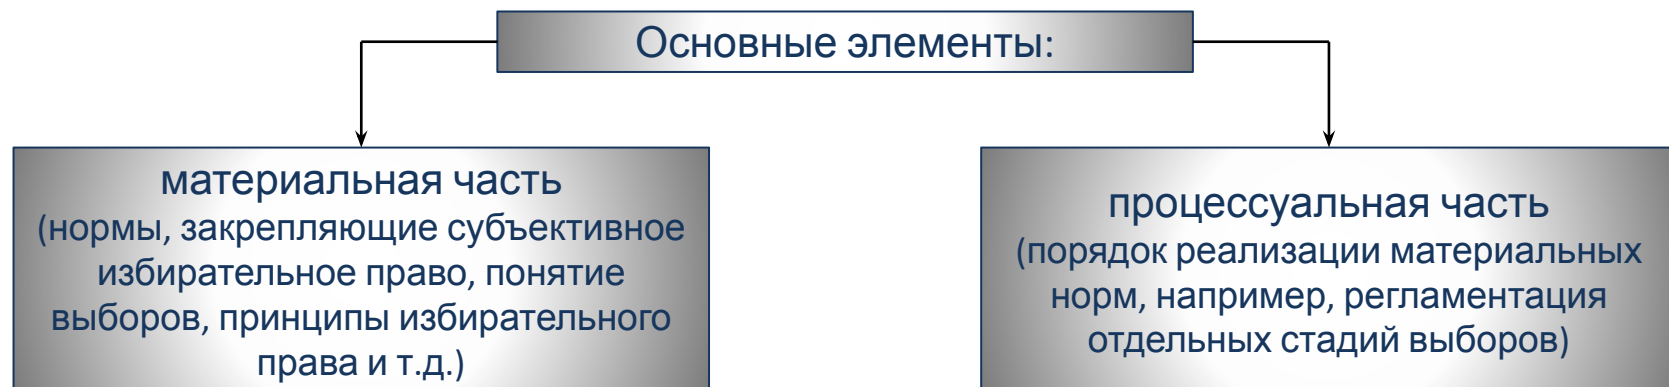 Основные элементы:
материальная часть
(нормы, закрепляющие субъективное
избирательное право, понятие
выборов, принципы избирательного
права и т.д.)
процессуальная часть
(порядок реализации материальных
норм, например, регламентация
отдельных стадий выборов)